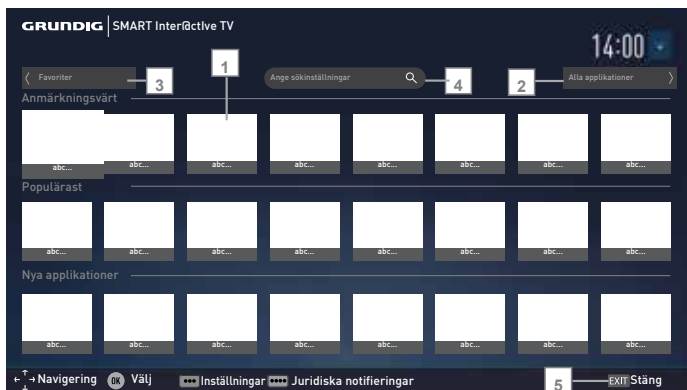 GRUNDIG SMART Inter@ctIve TV
14:00
1
Favoriter
3
Ange sökinställningar
4
2
Alla applikationer
Anmärkningsvärt
abc... abc... abc... abc... abc... abc... abc... abc...
Populärast
abc... abc... abc... abc... abc... abc... abc... abc...
Nya applikationer
abc... abc... abc... abc... abc... abc... abc... abc...
Navigering OK Välj Inställningar Juridiska notifieringar 5 EXIT Stäng